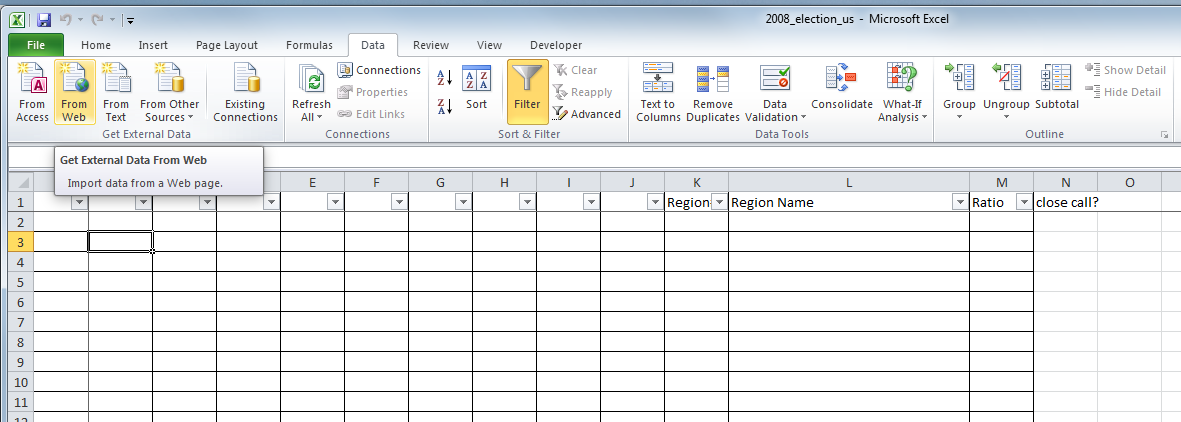 2008_election_us - Microsoft Excel
File Home Insert Page Layout Formulas Data Review View Developer
From Access
From Web
From Text
From Other Sources
Get External Data
Existing Connections
Refresh All
Connections
Properties
Edit Links
Connections
Sort
Filter
Clear
Reapply
Advanced
Sort & Filter
Text to Columns
Remove Duplicates
Data Validation
Consolidate
What-If Analysis
Data Tools
Group
Ungroup
Subtotal
Show Detail
Hide Detail
Outline
Get External Data From Web
Import data from a Web page.
E F G H I J K L M N O
1 Region Region Name Ratio close call?
2
3
4
5
6
7
8
9
10
11